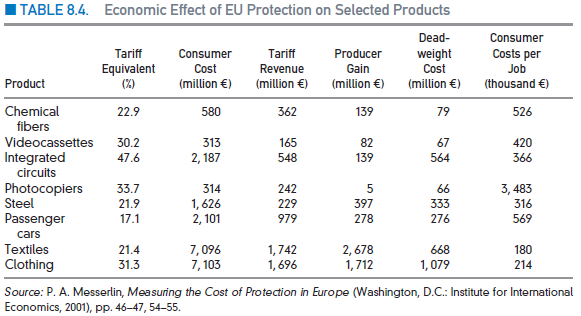 ■ TABLE 8.4. Economic Effect of EU Protection on Selected Products
Dead- Consumer
Tariff Consumer Tariff Producer weight Costs per
Equivalent Cost Revenue Gain Cost Job
Product (%) (million €) (million €) (million €) (million €) (thousand €)
Chemical 22.9 580 362 139 79 526
fibers
Videocassettes 30.2 313 165 82 67 420
Integrated 47.6 2, 187 548 139 564 366
circuits
Photocopiers 33.7 314 242 5 66 3, 483
Steel 21.9 1, 626 229 397 333 316
Passenger 17.1 2, 101 979 278 276 569
cars
Textiles 21.4 7, 096 1, 742 2, 678 668 180
Clothing 31.3 7, 103 1, 696 1, 712 1, 079 214
Source: P. A. Messerlin, Measuring the Cost of Protection in Europe (Washington, D.C.: Institute for International
Economics, 2001), pp. 46–47, 54–55.